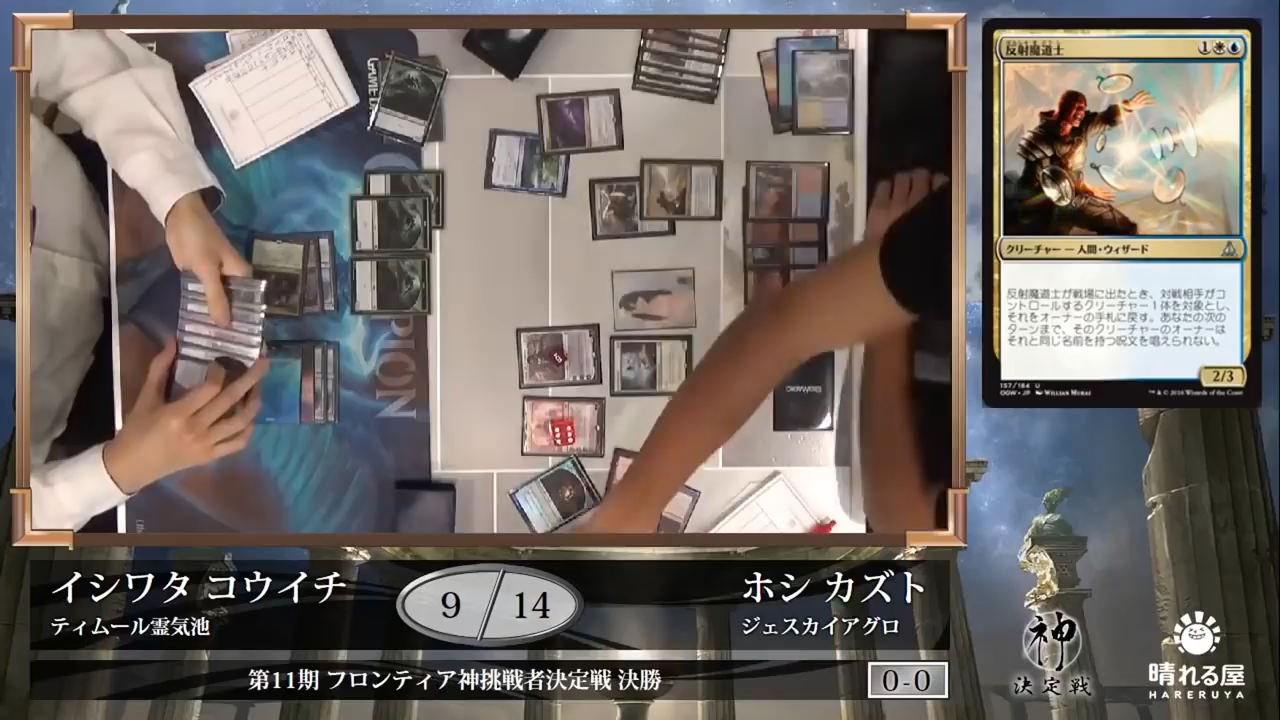 反射魔道士
1
クリーチャー — 人間・ウィザード
反射魔道士が戦場に出たとき、対戦相手がコ
ントロールするクリーチャー1体を対象とし、
それをオーナーの手札に戻す。あなたの次の
ターンまで、そのクリーチャーのオーナーは
それと同じ名前を持つ呪文を唱えられない。
2/3
157/184 U
OGW・JP
イシワタ コウイチ
ティムール霊気池
9/14
ホシ カズト
ジェスカイアグロ
第11期 フロンティア神挑戦者決定戦 決勝
0-0
神
決定戦
晴れる屋
HARERUYA